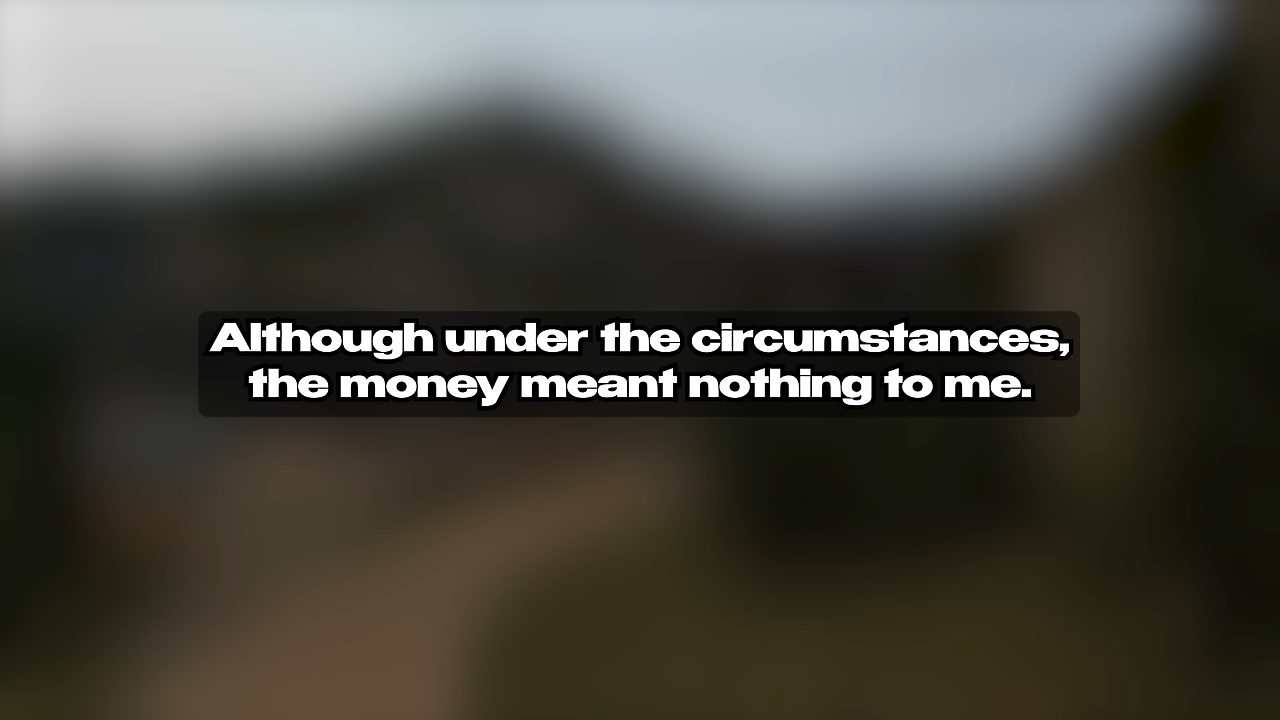 Although under the circumstances,
the money meant nothing to me.